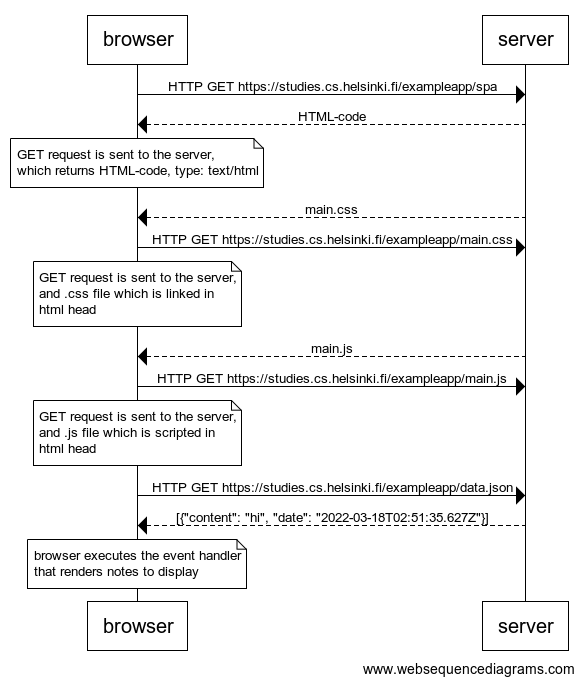 browser
server
HTTP GET https://studies.cs.helsinki.fi/exampleapp/spa
HTML-code
GET request is sent to the server,
which returns HTML-code, type: text/html
main.css
HTTP GET https://studies.cs.helsinki.fi/exampleapp/main.css
GET request is sent to the server,
and .css file which is linked in
html head
main.js
HTTP GET https://studies.cs.helsinki.fi/exampleapp/main.js
GET request is sent to the server,
and .js file which is scripted in
html head
HTTP GET https://studies.cs.helsinki.fi/exampleapp/data.json
[{"content": "hi", "date": "2022-03-18T02:51:35.627Z"}]
browser executes the event handler
that renders notes to display
browser
server
www.websequencediagrams.com